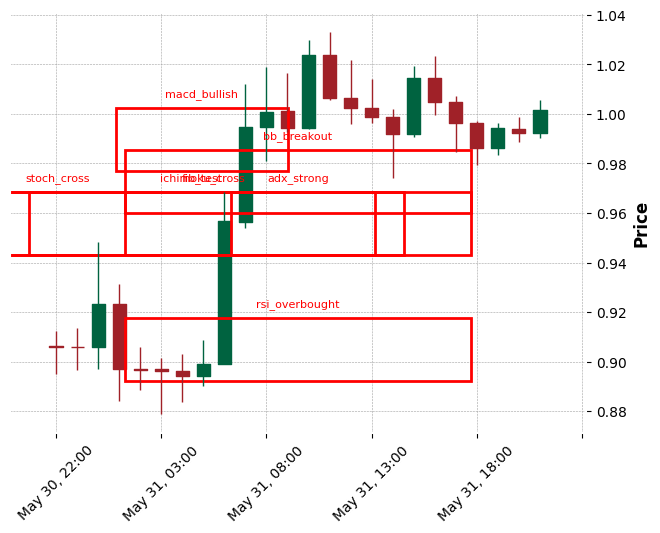 1.04
1.02
macd_bullish
1.00
bb_breakout
0.98
stoch_cross
adx_strong
0.96
Price
0.94
0.92
rsi_overbought
0.90
0.88
May 30, 22:00
May 31, 03:00
May 31, 08:00
May 31, 13:00
May 31, 18:00